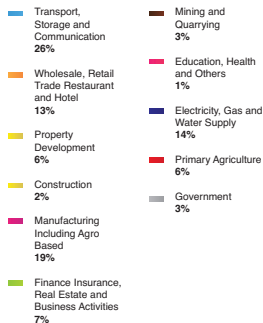 Transport,
Storage and
Communication
26%
Wholesale, Retail
Trade Restaurant
and Hotel
13%
Property
Development
6%
Construction
2%
Manufacturing
Including Agro
Based
19%
Finance Insurance,
Real Estate and
Business Activities
7%
Mining and
Quarrying
3%
Education, Health
and Others
1%
Electricity, Gas and
Water Supply
14%
Primary Agriculture
6%
Government
3%